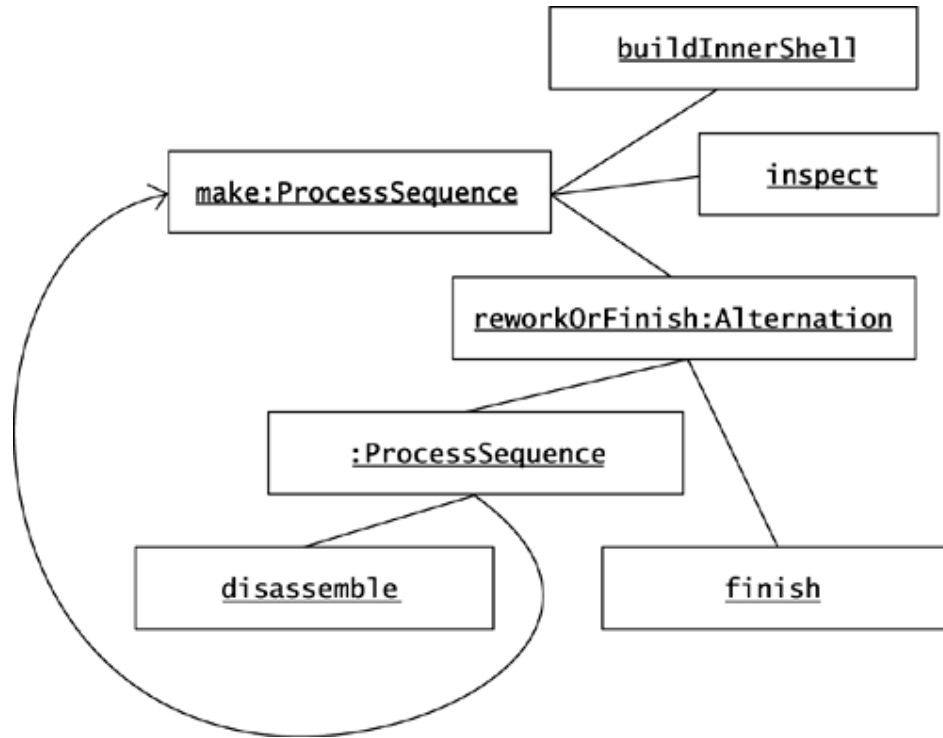 buildInnerShell
inspect
make:ProcessSequence
reworkOrFinish:Alternation
:ProcessSequence
disassemble
finish